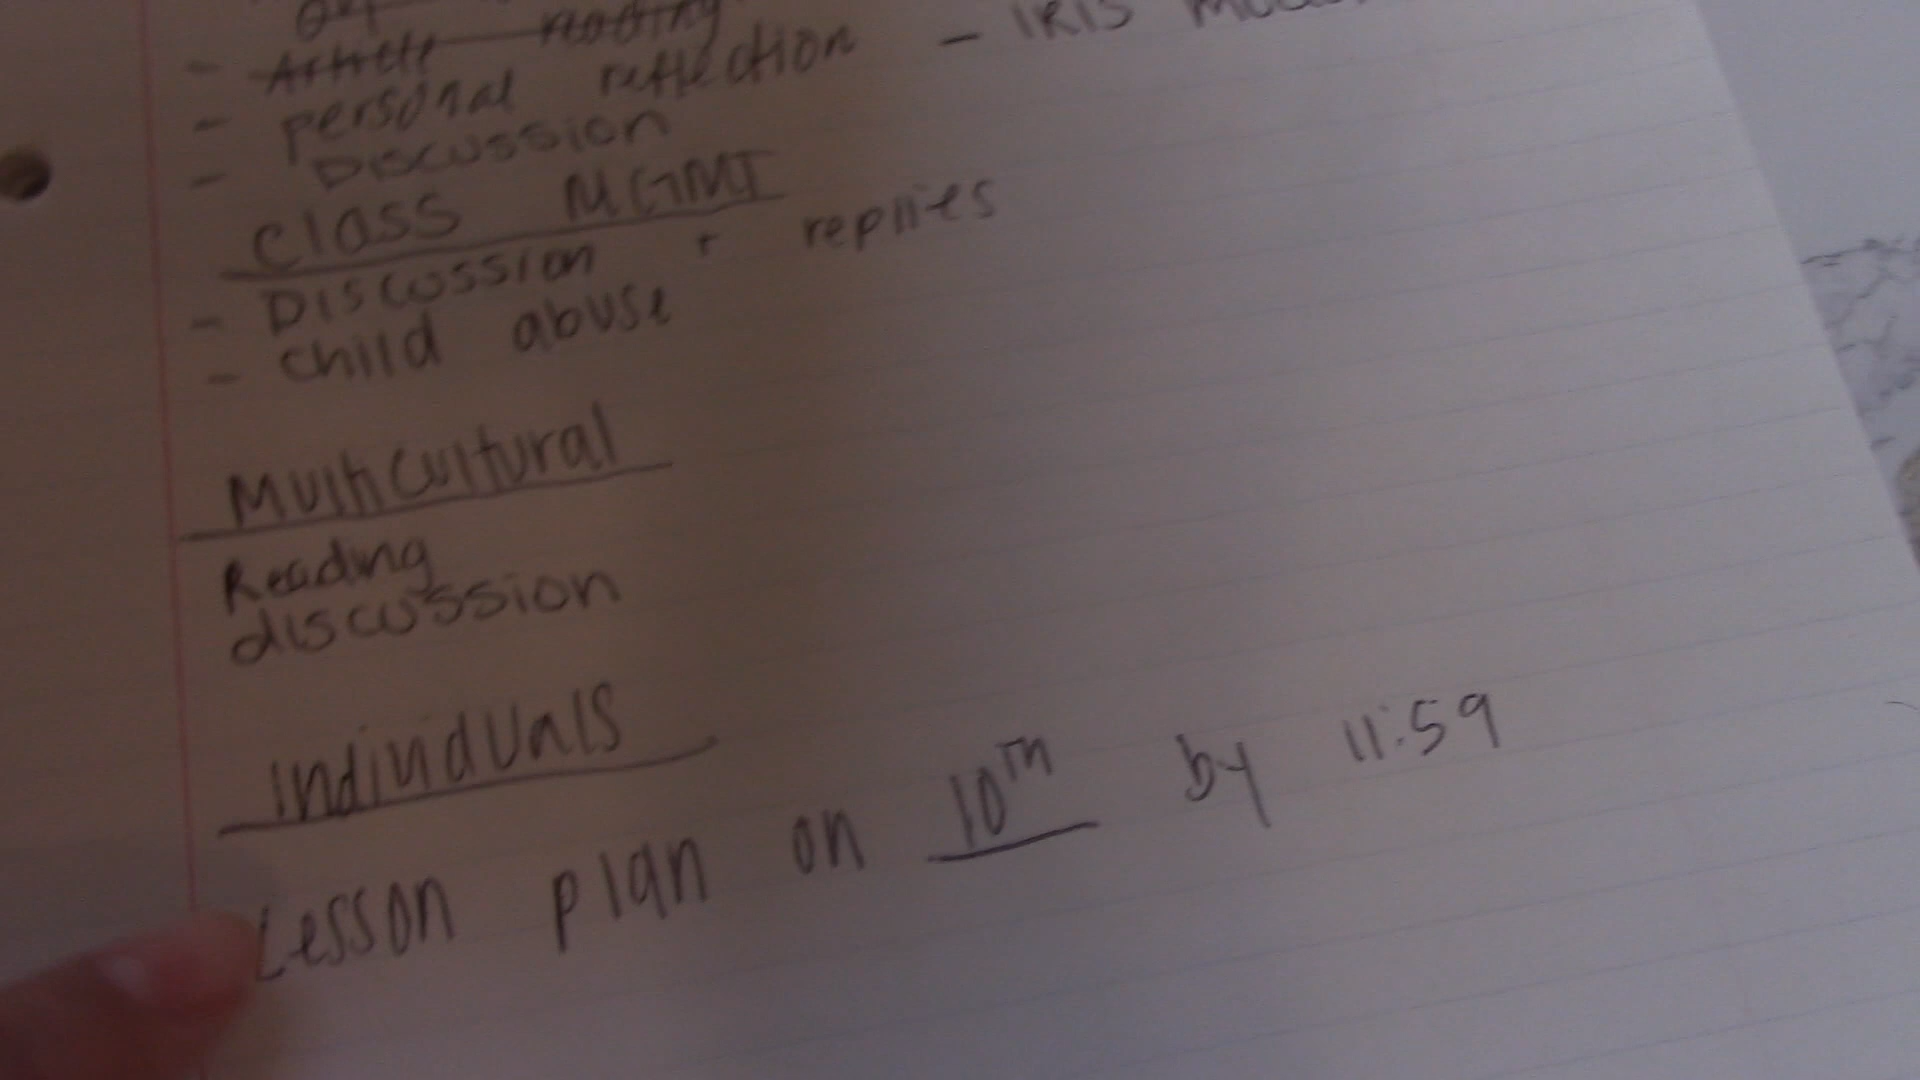 - Article reading
- personal reflection - IRIS
- Discussion
Class MGMT
- Discussion + replies
- child abuse
Multicultural
Reading
discussion
individuals
Lesson plan on 10th by 11:59